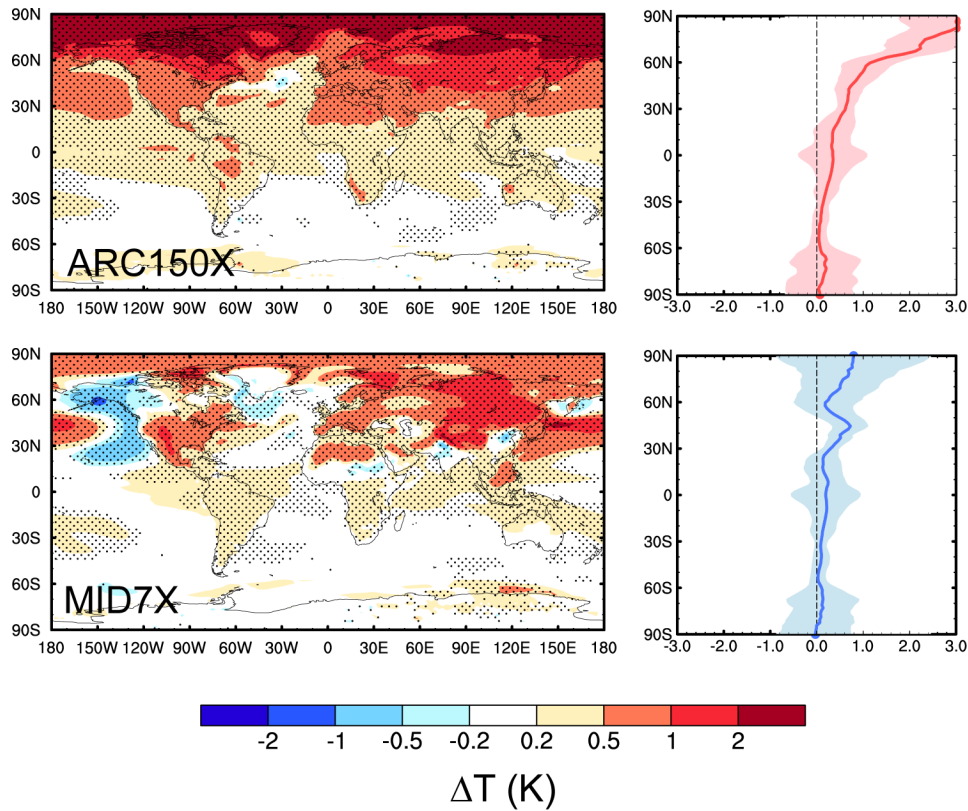 90N
60N
30N
0
30S
60S
90S
ARC150X
180 150W 120W 90W 60W 30W 0 30E 60E 90E 120E 150E 180
90N
60N
30N
0
30S
60S
90S
-3.0 -2.0 -1.0 0.0 1.0 2.0 3.0
90N
60N
30N
0
30S
60S
90S
MID7X
180 150W 120W 90W 60W 30W 0 30E 60E 90E 120E 150E 180
90N
60N
30N
0
30S
60S
90S
-3.0 -2.0 -1.0 0.0 1.0 2.0 3.0
-2 -1 -0.5 -0.2 0.2 0.5 1 2
ΔT (K)